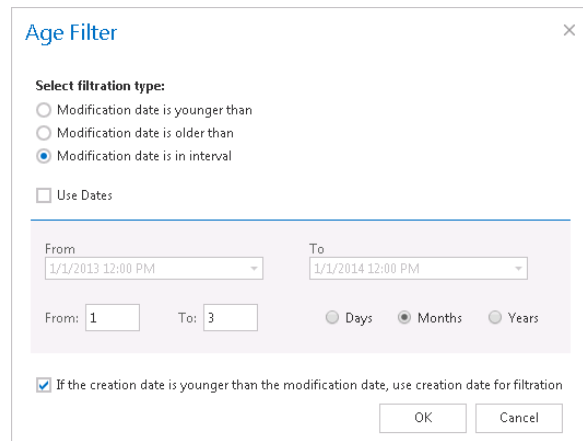 Age Filter
Select filtration type:
Modification date is younger than
Modification date is older than
Modification date is in interval
Use Dates
From To
1/1/2013 12:00 PM 1/1/2014 12:00 PM
From: 1 To: 3 Days Months Years
If the creation date is younger than the modification date, use creation date for filtration
OK Cancel